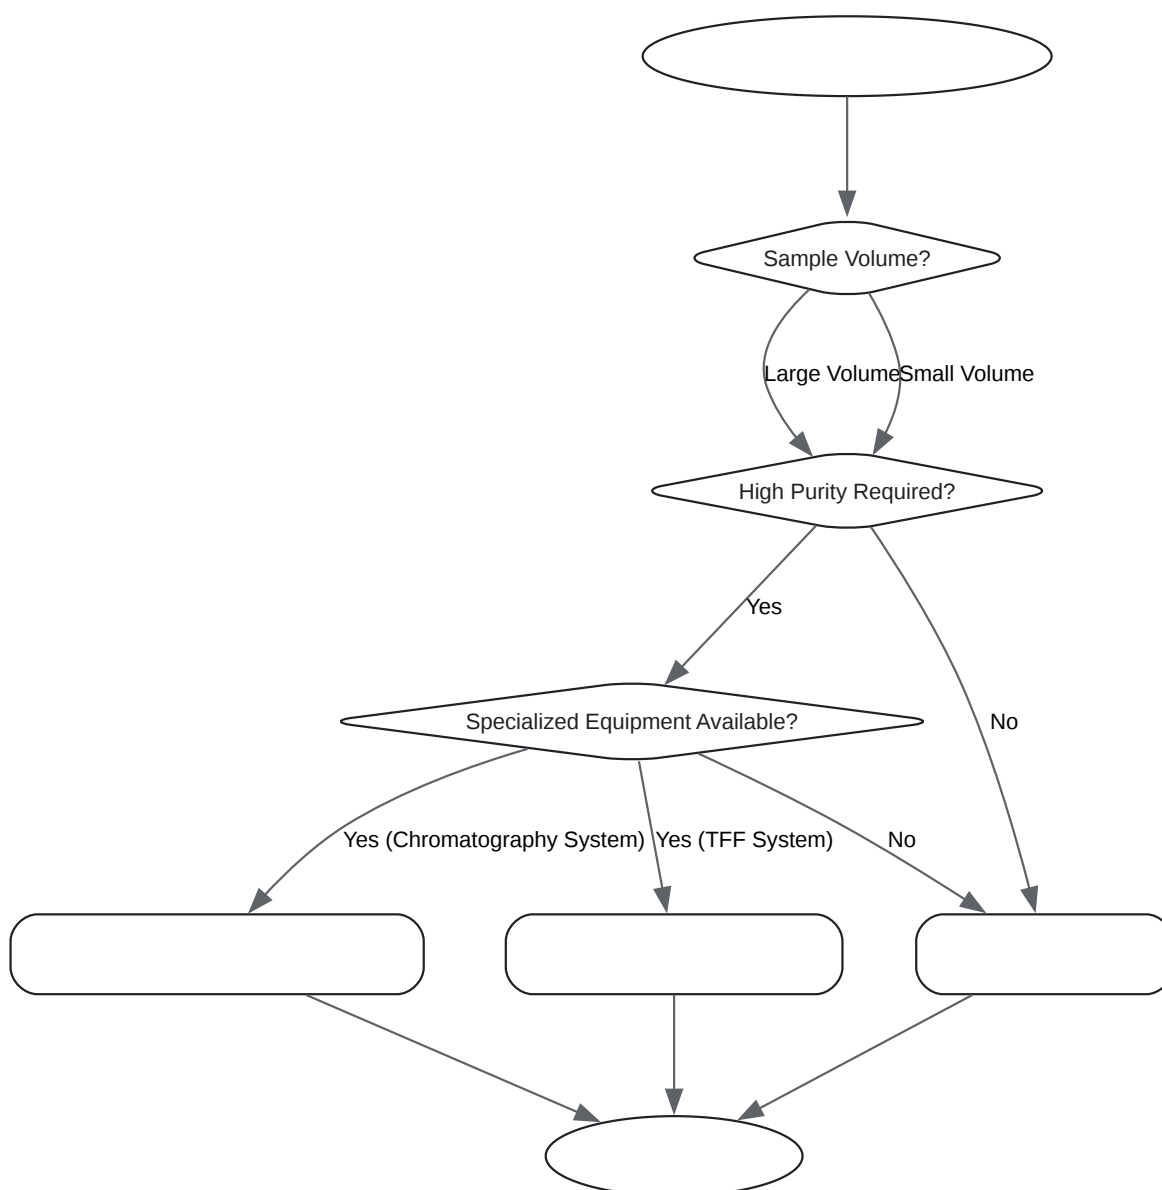 Sample Volume?
Large Volume
Small Volume
High Purity Required?
Yes
Specialized Equipment Available?
No
Yes (Chromatography System)
Yes (TFF System)
No